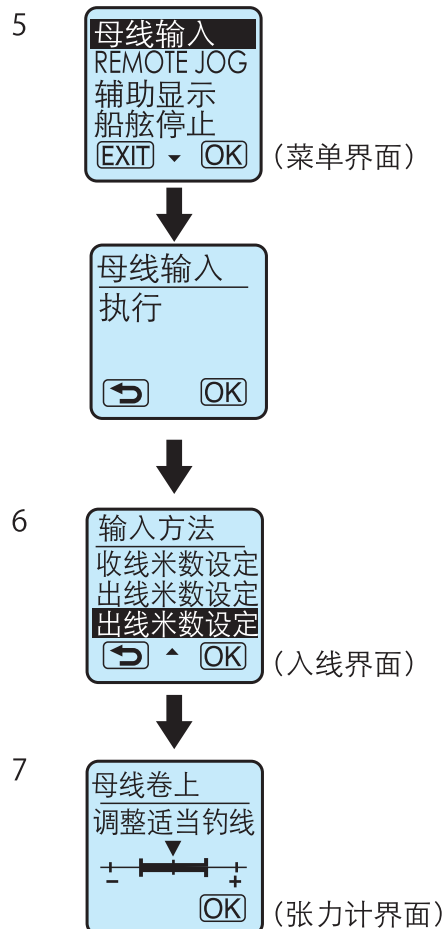 5
母线输入
REMOTE JOG
辅助显示
船舷停止
EXIT OK
(菜单界面)
母线输入
执行
OK
6
输入方法
收线米数设定
出线米数设定
出线米数设定
OK
(入线界面)
7
母线卷上
调整适当钓线
- +
OK
(张力计界面)